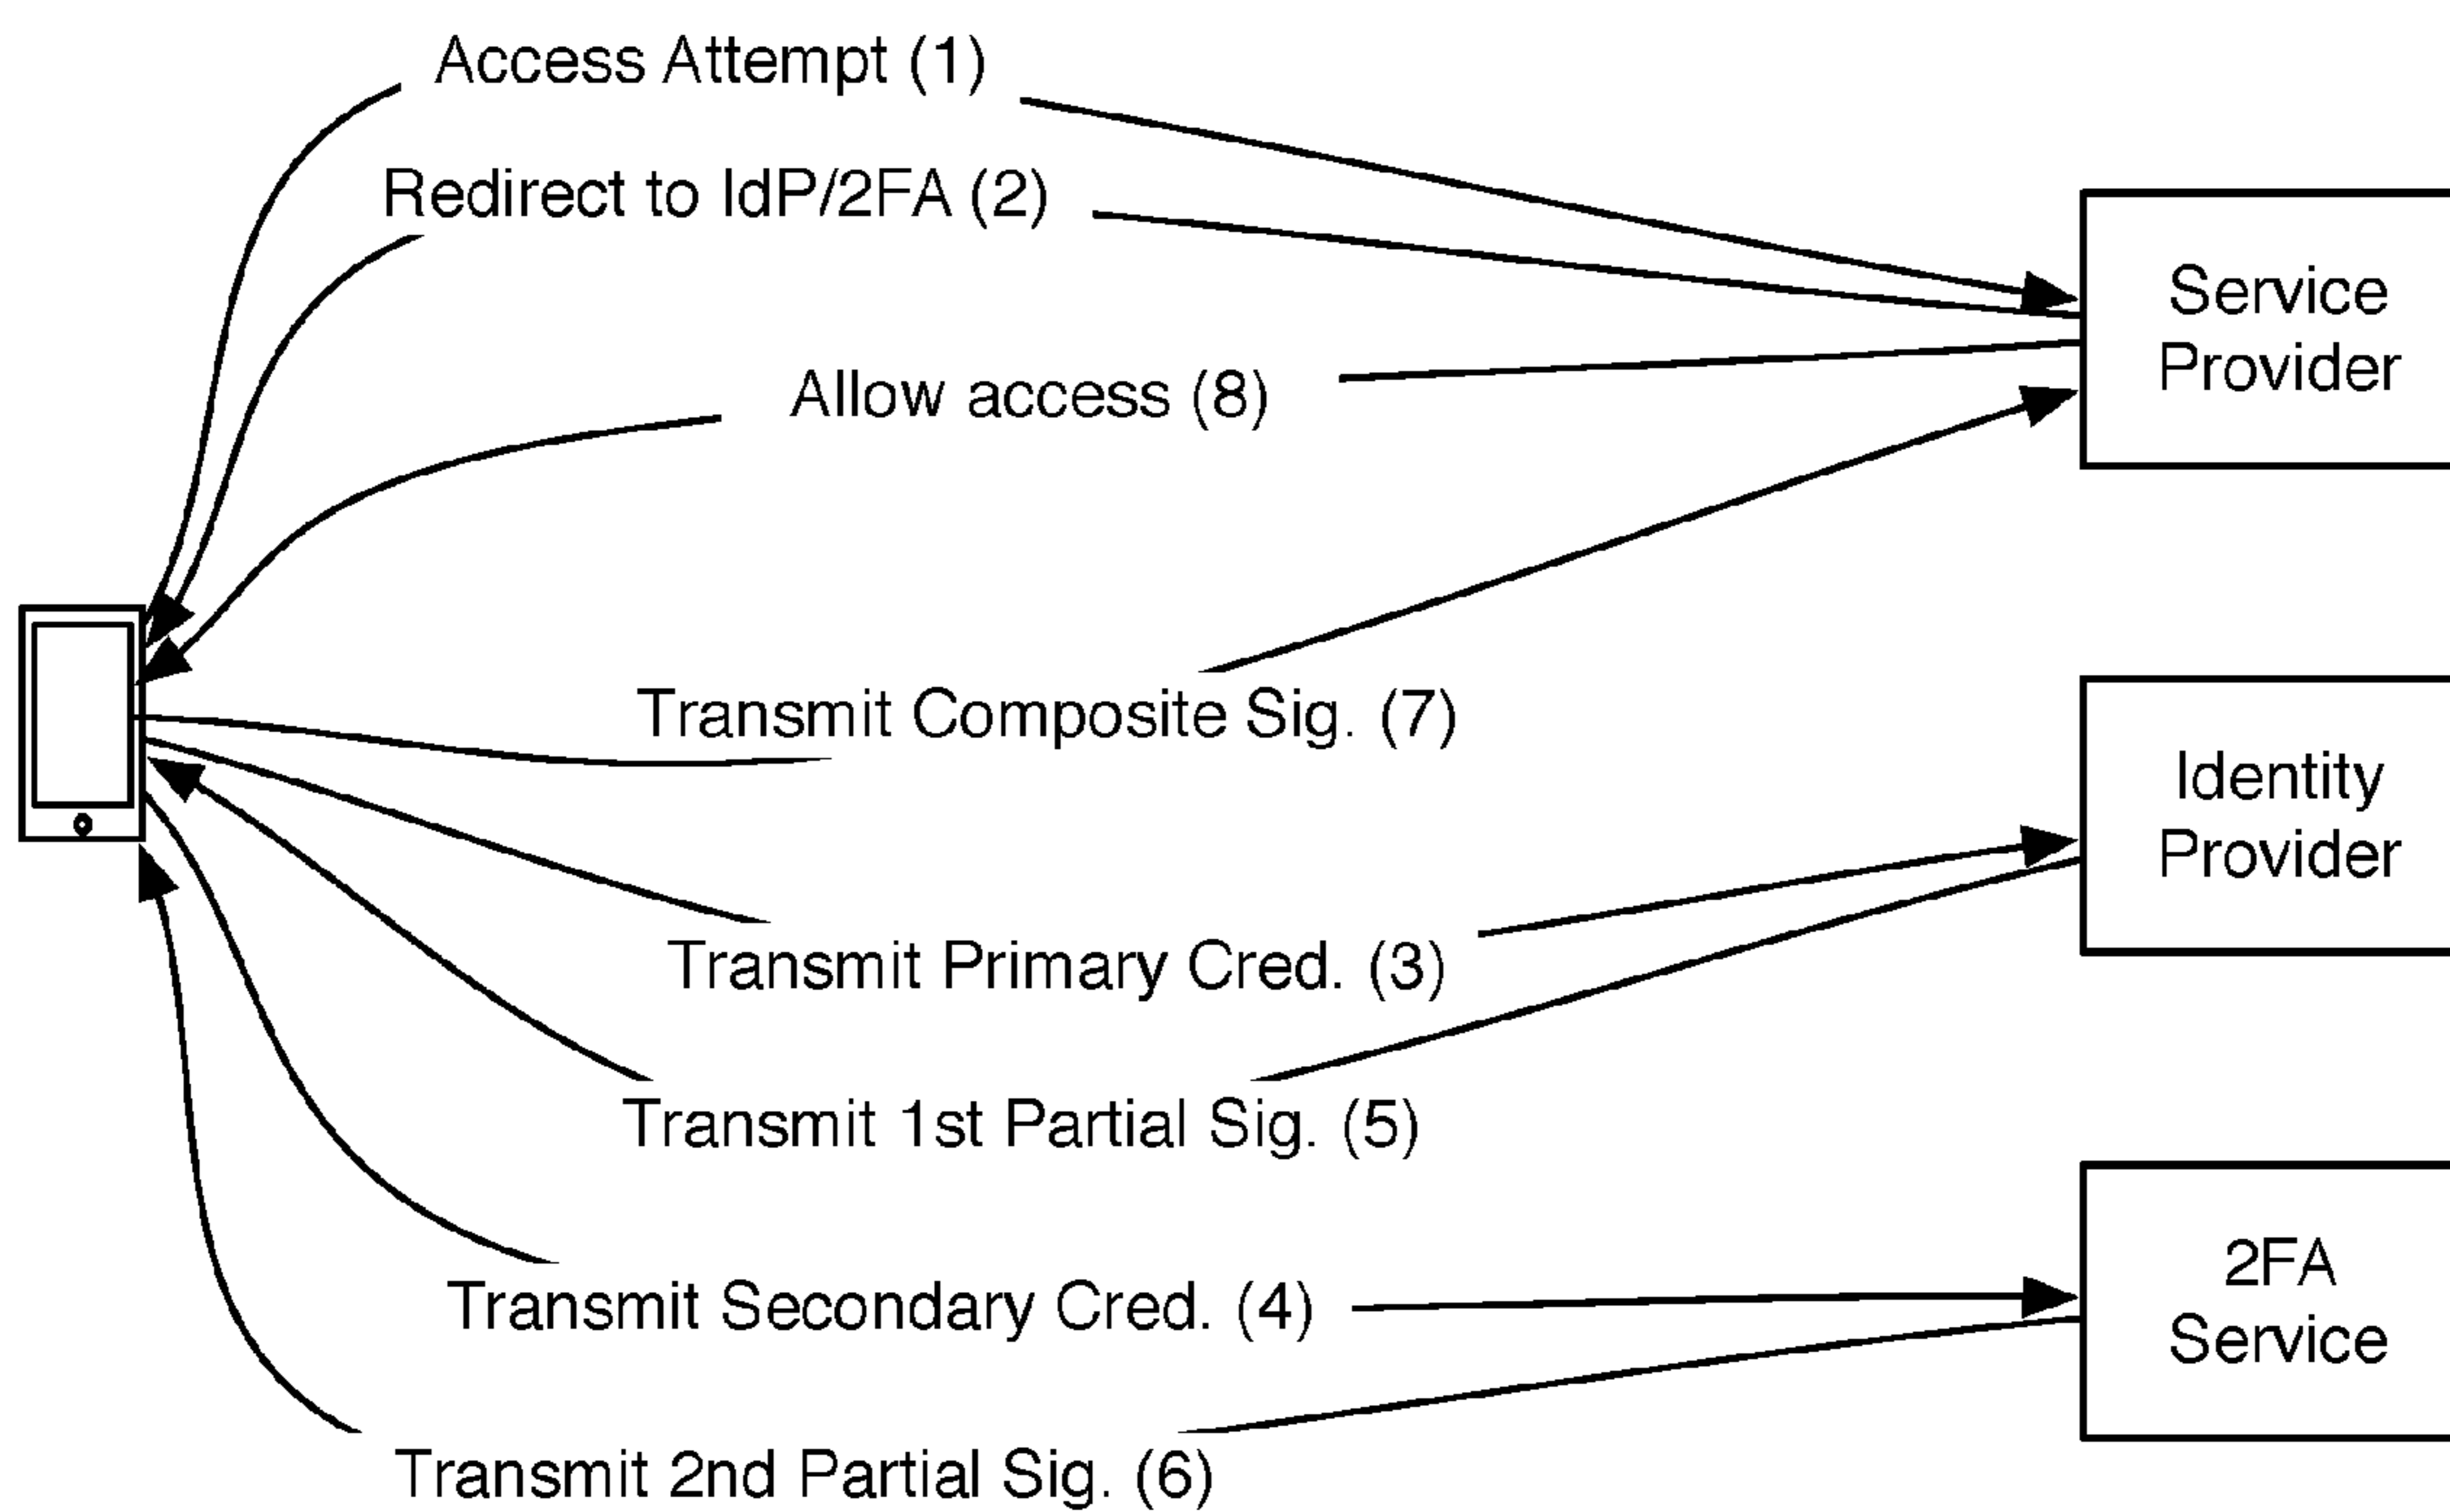 Access Attempt (1)
Redirect to IdP/2FA (2)
Service
Provider
Allow access (8)
Transmit Composite Sig. (7)
Identity
Provider
Transmit Primary Cred. (3)
Transmit 1st Partial Sig. (5)
2FA
Service
Transmit Secondary Cred. (4)
Transmit 2nd Partial Sig. (6)